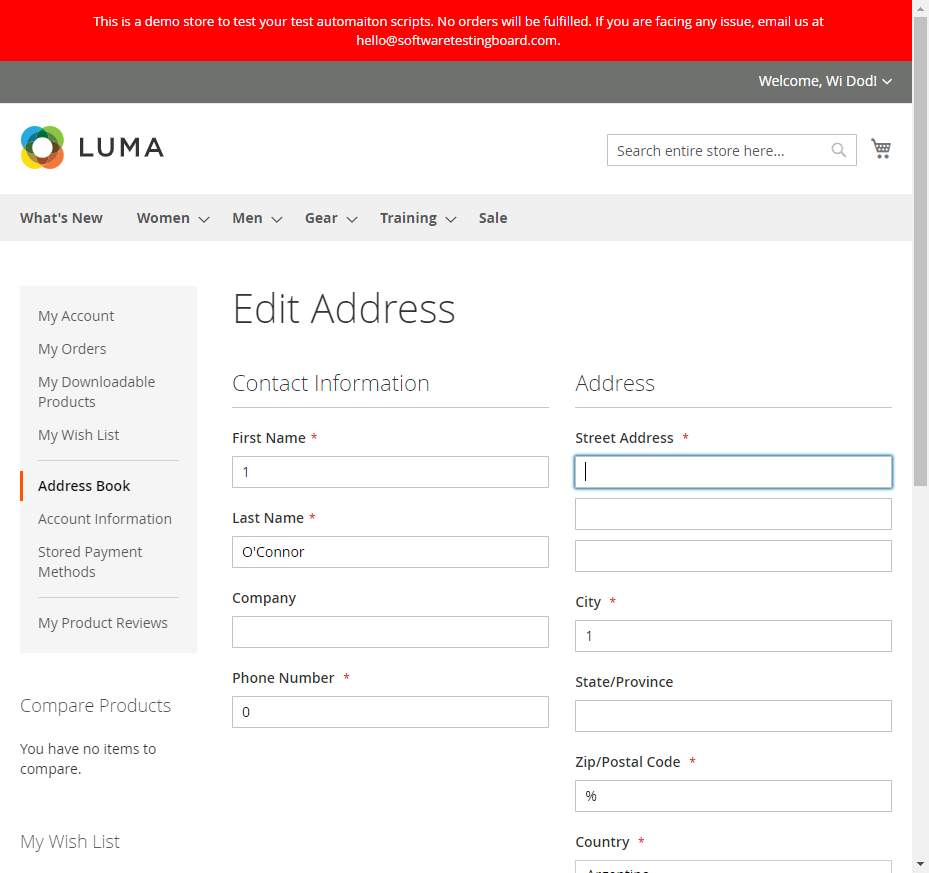 This is a demo store to test your test automaiton scripts. No orders will be fulfilled. If you are facing any issue, email us at
hello@softwaretestingboard.com.
Welcome, Wi Dod!
LUMA
Search entire store here...
What's New Women Men Gear Training Sale
My Account
My Orders
My Downloadable
Products
My Wish List
Address Book
Account Information
Stored Payment
Methods
My Product Reviews
Compare Products
You have no items to
compare.
My Wish List
Edit Address
Contact Information
First Name *
1
Last Name *
O'Connor
Company
Phone Number *
0
Address
Street Address *
City *
1
State/Province
Zip/Postal Code *
%
Country *
Argentina